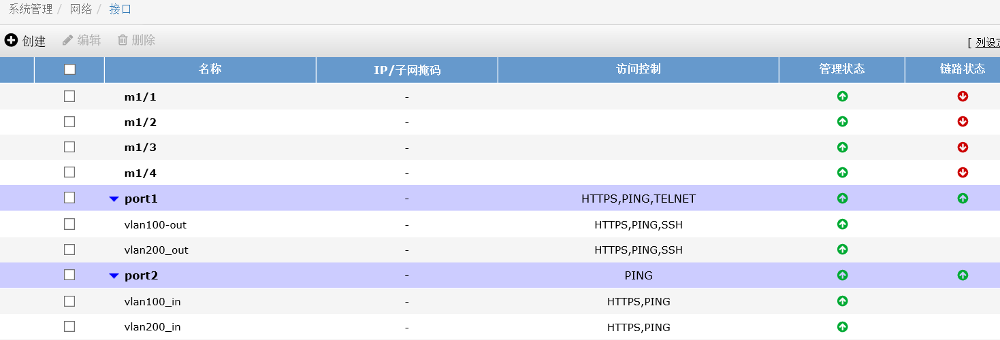 系统管理 / 网络 / 接口
创建 编辑 删除 [ 列设定
名称 IP/子网掩码 访问控制 管理状态 链路状态
m1/1 -
m1/2 -
m1/3 -
m1/4 -
port1 - HTTPS,PING,TELNET
vlan100-out - HTTPS,PING,SSH
vlan200_out - HTTPS,PING,SSH
port2 - PING
vlan100_in - HTTPS,PING
vlan200_in - HTTPS,PING